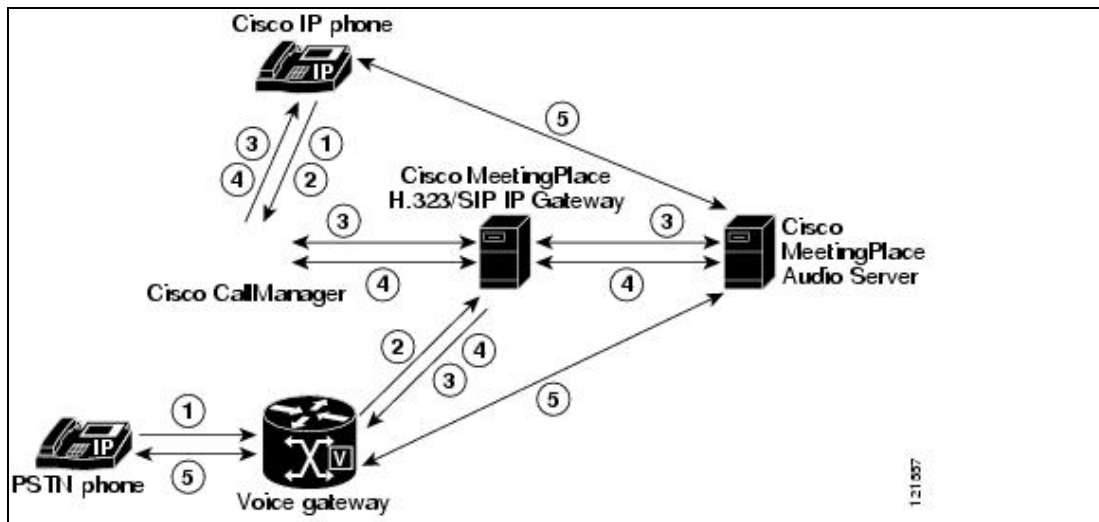 Cisco IP phone
IP
5
3
1
4
2
Cisco MeetingPlace
H.323/SIP IP Gateway
3
3
Cisco
MeetingPlace
Audio Server
4
4
Cisco CallManager
2
4
3
5
1
IP
5
V
PSTN phone
Voice gateway
121557